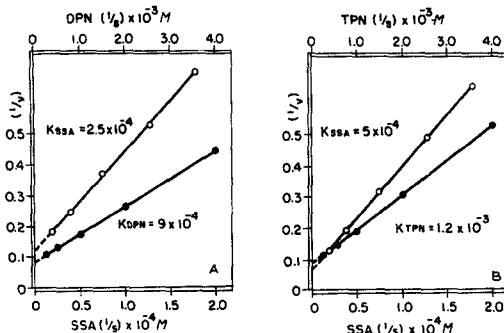 DPN (1/s) x 10⁻³ M
0 1.0 2.0 3.0 4.0
(1/v)
0.5
0.4
0.3
0.2
0.1
0
KSSA = 2.5 x 10⁻⁴
KDPN = 9 x 10⁻⁴
A
0 0.5 1.0 1.5 2.0
SSA (1/s) x 10⁻⁴ M
TPN (1/s) x 10⁻³ M
0 1.0 2.0 3.0 4.0
(1/v)
0.5
0.4
0.3
0.2
0.1
0
KSSA = 5 x 10⁻⁴
KTPN = 1.2 x 10⁻³
B
0 0.5 1.0 1.5 2.0
SSA (1/s) x 10⁻⁴ M